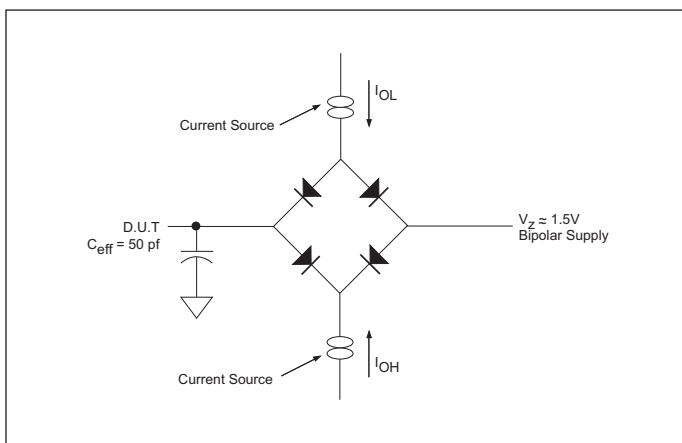 I_OL
Current Source
D.U.T
C_eff = 50 pf
V_Z ≈ 1.5V
Bipolar Supply
I_OH
Current Source